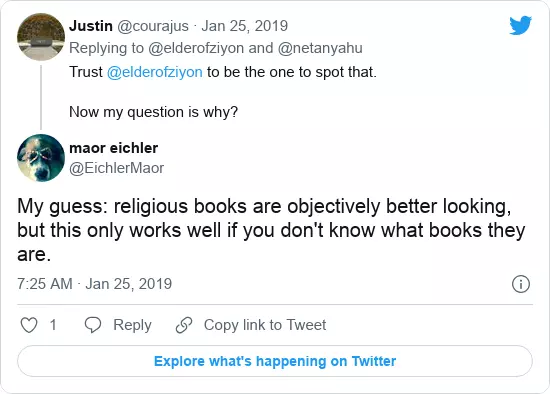 Justin @courajus · Jan 25, 2019
Replying to @elderofziyon and @netanyahu
Trust @elderofziyon to be the one to spot that.
Now my question is why?
maor eichler
@EichlerMaor
My guess: religious books are objectively better looking,
but this only works well if you don't know what books they
are.
7:25 AM · Jan 25, 2019
1 Reply Copy link to Tweet
Explore what's happening on Twitter